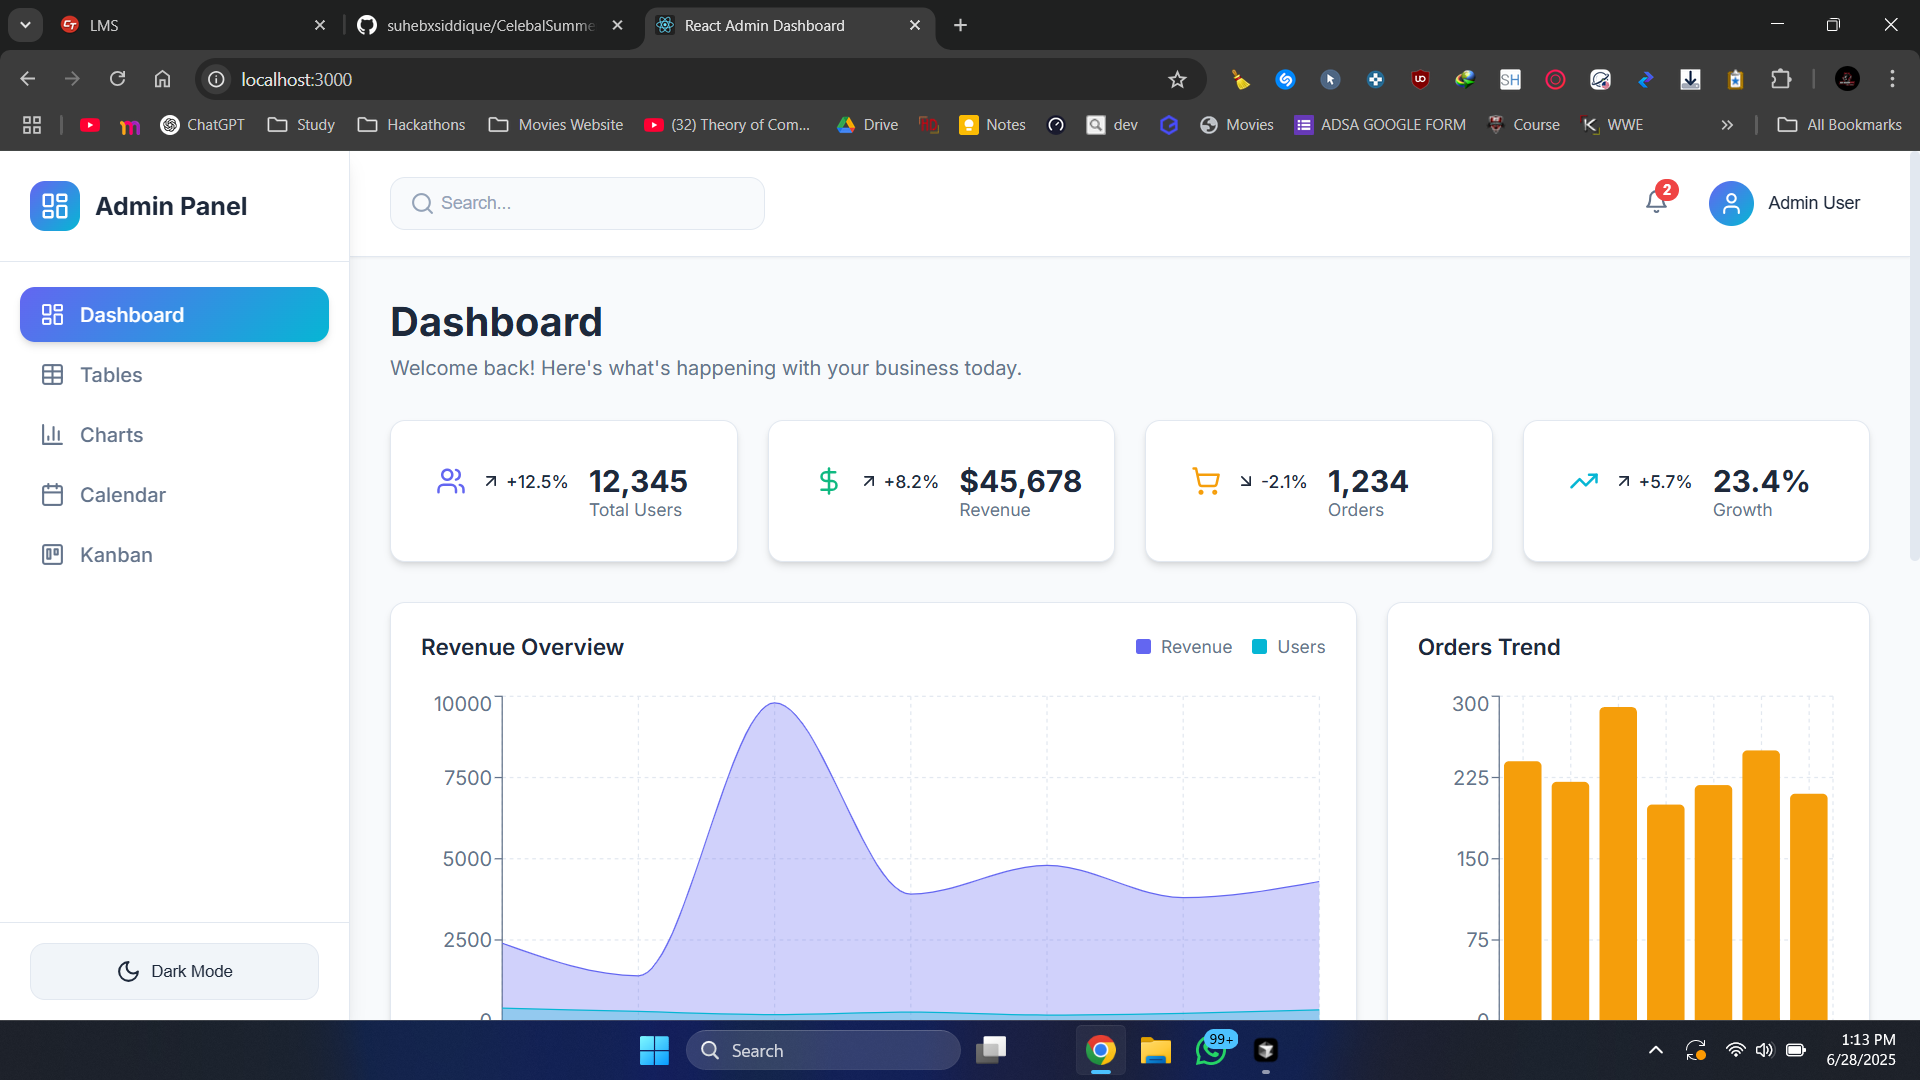 LMS
suhebxsiddique/CelebalSumme
React Admin Dashboard
localhost:3000
ChatGPT
Study
Hackathons
Movies Website
(32) Theory of Com...
Drive
Notes
dev
Movies
ADSA GOOGLE FORM
Course
WWE
All Bookmarks
Admin Panel
Search...
2
Admin User
Dashboard
Tables
Charts
Calendar
Kanban
Dark Mode
Dashboard
Welcome back! Here's what's happening with your business today.
+12.5%
12,345
Total Users
+8.2%
$45,678
Revenue
-2.1%
1,234
Orders
+5.7%
23.4%
Growth
Revenue Overview
Revenue
Users
10000
7500
5000
2500
0
Orders Trend
300
225
150
75
0
Search
99+
1:13 PM
6/28/2025